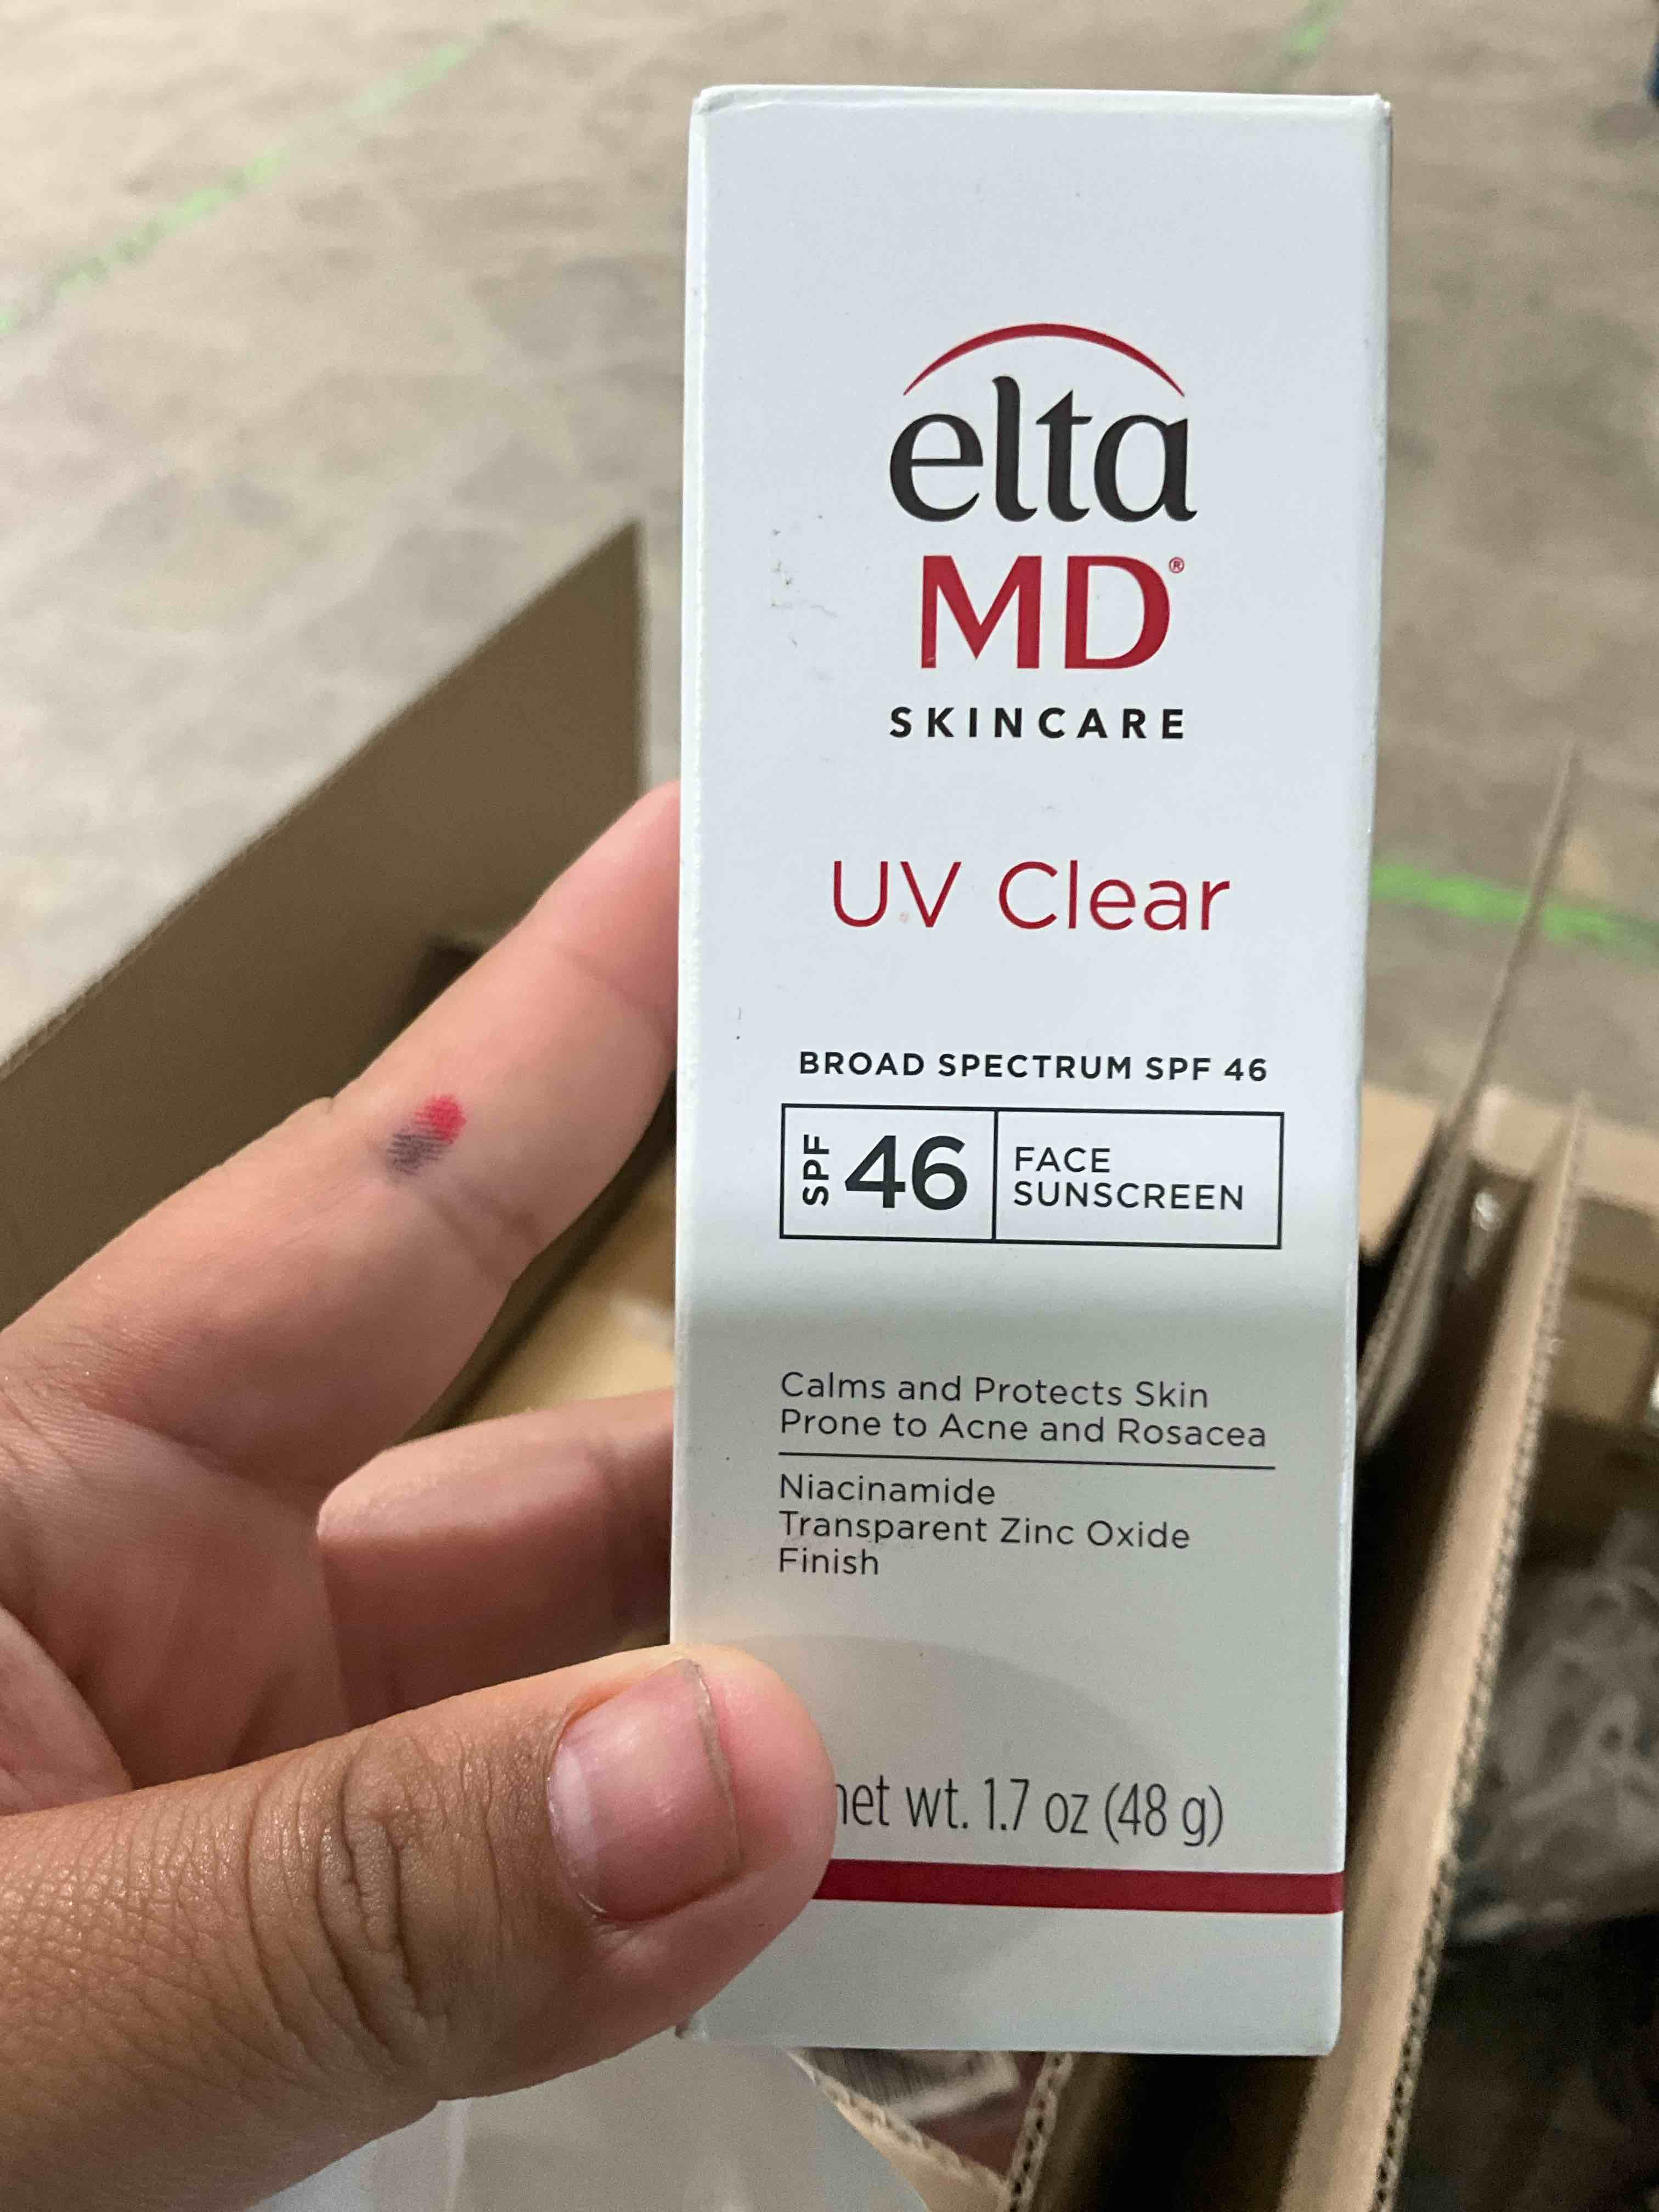 elta
MD®
SKINCARE
UV Clear
BROAD SPECTRUM SPF 46
SPF 46
FACE
SUNSCREEN
Calms and Protects Skin
Prone to Acne and Rosacea
Niacinamide
Transparent Zinc Oxide
Finish
net wt. 1.7 oz (48 g)